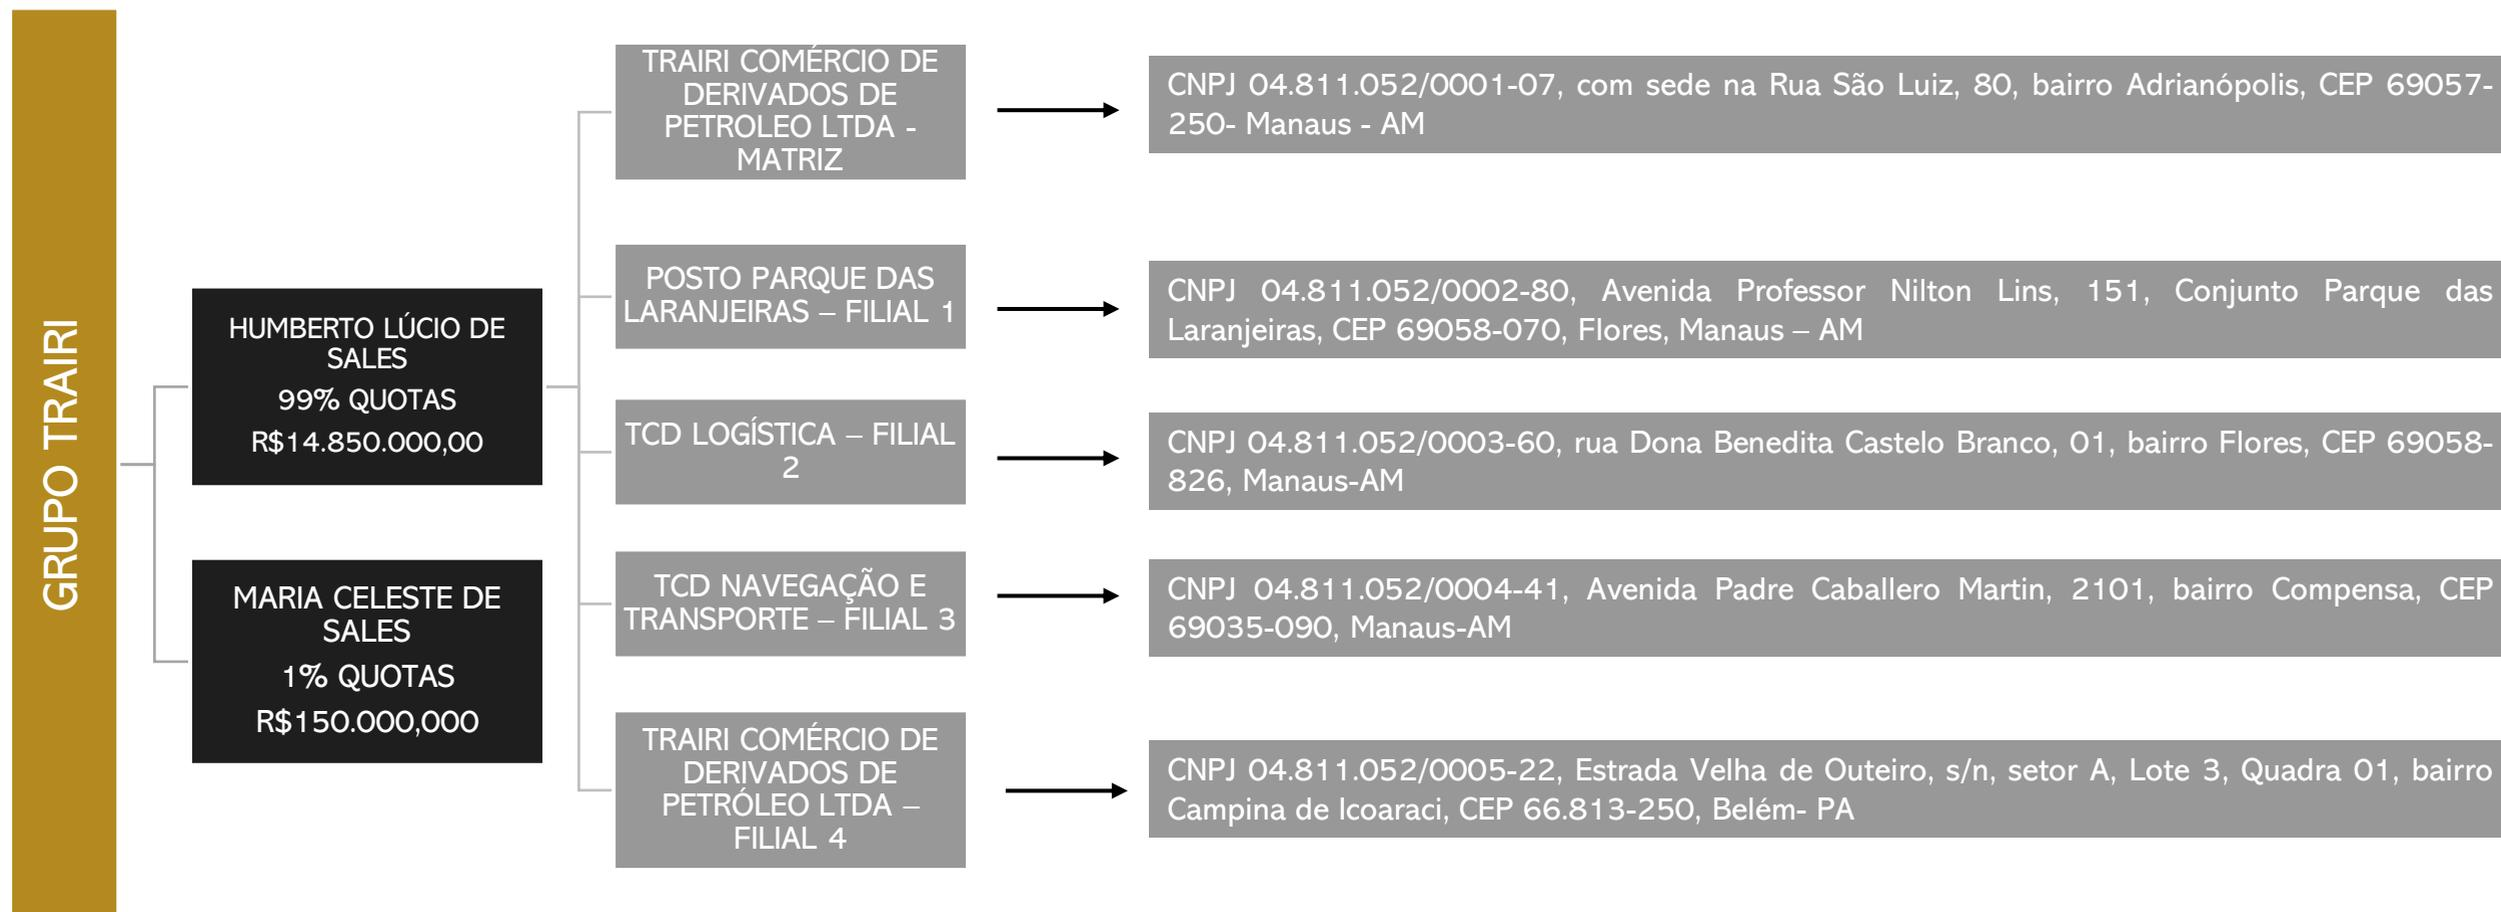 GRUPO TRAIRI
HUMBERTO LÚCIO DE
SALES
99% QUOTAS
R$14.850.000,00
MARIA CELESTE DE
SALES
1% QUOTAS
R$150.000,000
TRAIRI COMÉRCIO DE
DERIVADOS DE
PETROLEO LTDA -
MATRIZ
CNPJ 04.811.052/0001-07, com sede na Rua São Luiz, 80, bairro Adrianópolis, CEP 69057-
250- Manaus - AM
POSTO PARQUE DAS
LARANJEIRAS – FILIAL 1
CNPJ 04.811.052/0002-80, Avenida Professor Nilton Lins, 151, Conjunto Parque das
Laranjeiras, CEP 69058-070, Flores, Manaus – AM
TCD LOGÍSTICA – FILIAL
2
CNPJ 04.811.052/0003-60, rua Dona Benedita Castelo Branco, 01, bairro Flores, CEP 69058-
826, Manaus-AM
TCD NAVEGAÇÃO E
TRANSPORTE – FILIAL 3
CNPJ 04.811.052/0004-41, Avenida Padre Caballero Martin, 2101, bairro Compensa, CEP
69035-090, Manaus-AM
TRAIRI COMÉRCIO DE
DERIVADOS DE
PETRÓLEO LTDA –
FILIAL 4
CNPJ 04.811.052/0005-22, Estrada Velha de Outeiro, s/n, setor A, Lote 3, Quadra 01, bairro
Campina de Icoaraci, CEP 66.813-250, Belém- PA